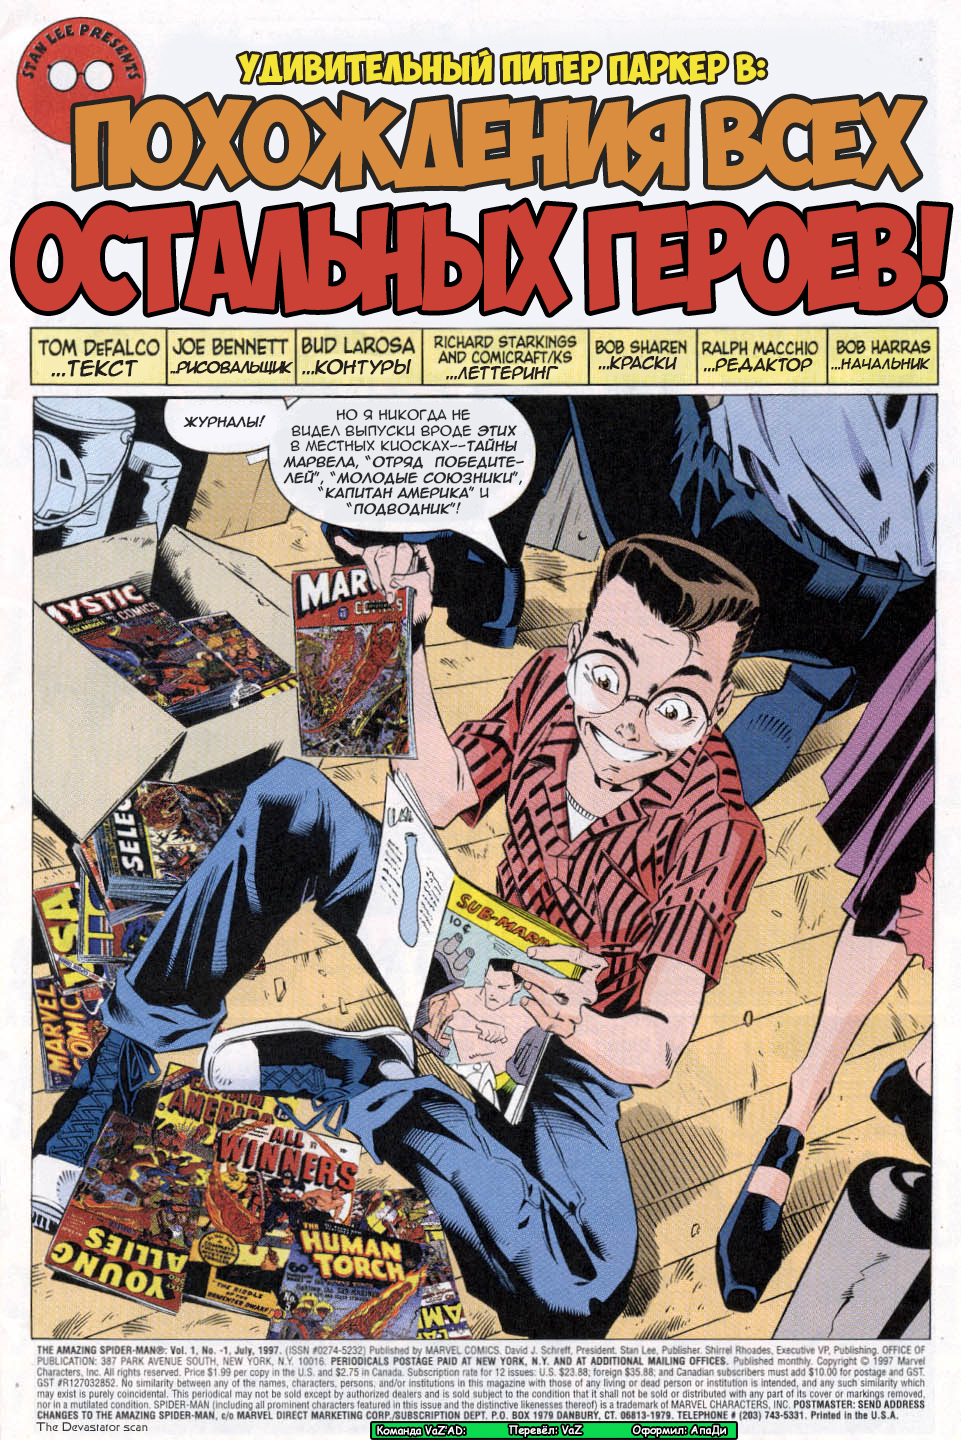 STAN LEE PRESENTS
УДИВИТЕЛЬНЫЙ ПИТЕР ПАРКЕР В:
ПОХОЖДЕНИЯ ВСЕХ
ОСТАЛЬНЫХ ГЕРОЕВ!
TOM DeFALCO
...ТЕКСТ
JOE BENNETT
...РИСОВАЛЬЩИК
BUD LaROSA
...КОНТУРЫ
RICHARD STARKINGS
AND COMICRAFT/KS
...ЛЕТТЕРИНГ
BOB SHAREN
...КРАСКИ
RALPH MACCHIO
...РЕДАКТОР
BOB HARRAS
...НАЧАЛЬНИК
ЖУРНАЛЫ!
НО Я НИКОГДА НЕ
ВИДЕЛ ВЫПУСКИ ВРОДЕ ЭТИХ
В МЕСТНЫХ КИОСКАХ--ТАЙНЫ
МАРВЕЛА, "ОТРЯД ПОБЕДИТЕ-
ЛЕЙ", "МОЛОДЫЕ СОЮЗНИКИ",
"КАПИТАН АМЕРИКА" И
"ПОДВОДНИК"!
MYSTIC
COMICS
MAR
COMICS
SELE
SUB-MARI
10¢
USA
MARVEL
COMIC
CAPTAIN
AMERICA
ALL
WINNERS
YOUNG
ALLIES
THE
HUMAN
TORCH
"THE RIDDLE
OF THE
DEMENTED DWARF"
THE AMAZING SPIDER-MAN®: Vol. 1, No. -1, July, 1997. (ISSN #0274-5232) Published by MARVEL COMICS. David J. Schreff, President. Stan Lee, Publisher. Shirrel Rhoades, Executive VP, Publishing. OFFICE OF
PUBLICATION: 387 PARK AVENUE SOUTH, NEW YORK, N.Y. 10016. PERIODICALS POSTAGE PAID AT NEW YORK, N.Y. AND AT ADDITIONAL MAILING OFFICES. Published monthly. Copyright © 1997 Marvel
Characters, Inc. All rights reserved. Price $1.99 per copy in the U.S. and $2.75 in Canada. Subscription rate for 12 issues: U.S. $23.88; foreign $35.88; and Canadian subscribers must add $10.00 for postage and GST.
GST #R127032852. No similarity between any of the names, characters, persons, and/or institutions in this magazine with those of any living or dead person or institution is intended, and any such similarity which
may exist is purely coincidental. This periodical may not be sold except by authorized dealers and is sold subject to the condition that it shall not be sold or distributed with any part of its cover or markings removed,
nor in a mutilated condition. SPIDER-MAN (including all prominent characters featured in this issue and the distinctive likenesses thereof) is a trademark of MARVEL CHARACTERS, INC. POSTMASTER: SEND ADDRESS
CHANGES TO THE AMAZING SPIDER-MAN, c/o MARVEL DIRECT MARKETING CORP./SUBSCRIPTION DEPT. P.O. BOX 1979 DANBURY, CT. 06813-1979. TELEPHONE # (203) 743-5331. Printed in the U.S.A.
The Devastator scan
Команда VaZ'AD: Перевёл: VaZ Оформил: АпаДи